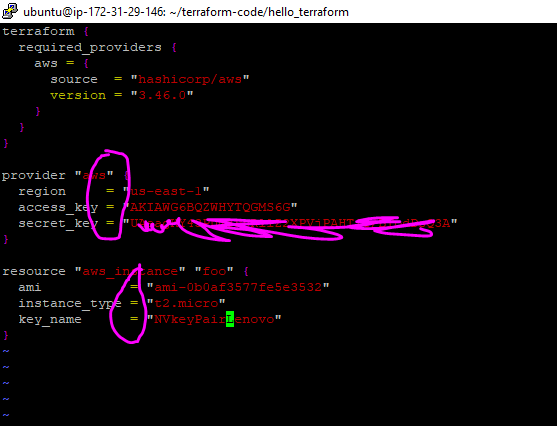 ubuntu@ip-172-31-29-146: ~/terraform-code/hello_terraform
terraform {
  required_providers {
    aws = {
      source  = "hashicorp/aws"
      version = "3.46.0"
    }
  }
}
provider "aws" {
  region     = "us-east-1"
  access_key = "AKIAWG6BQZWHYTQGMS6G"
  secret_key =
}
resource "aws_instance" "foo" {
  ami           = "ami-0b0af3577fe5e3532"
  instance_type = "t2.micro"
  key_name      = "NVkeyPairLenovo"
}
~
~
~
~
~